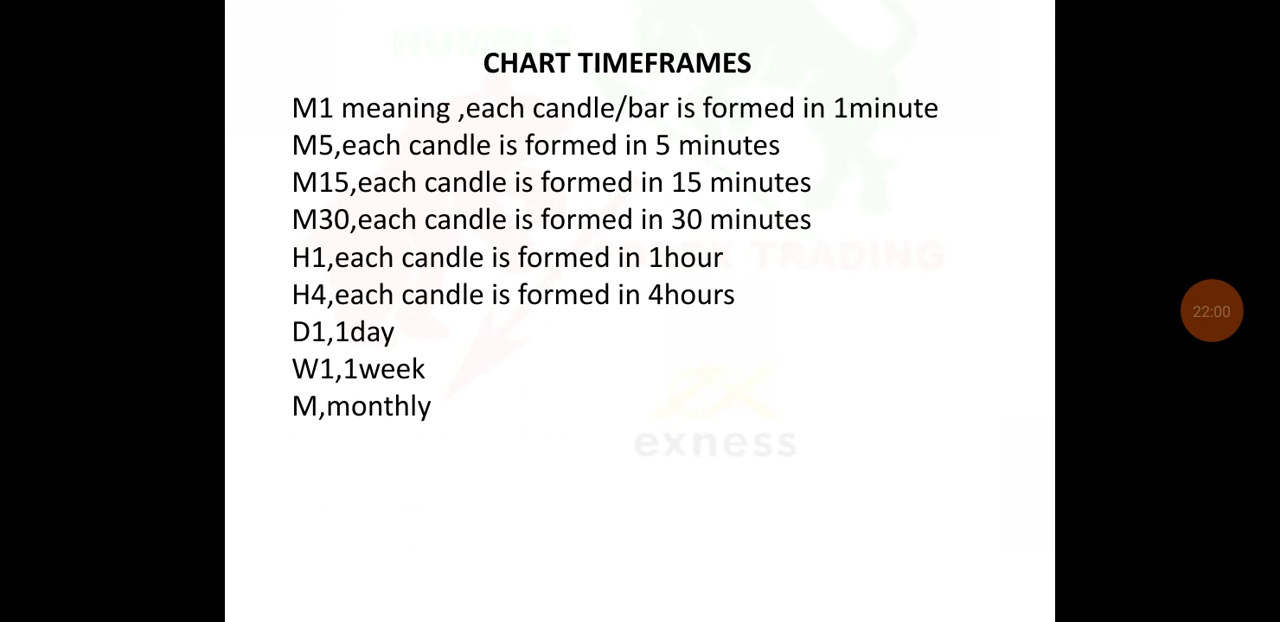 HUMBLE
CHART TIMEFRAMES
M1 meaning ,each candle/bar is formed in 1minute
M5,each candle is formed in 5 minutes
M15,each candle is formed in 15 minutes
M30,each candle is formed in 30 minutes
H1,each candle is formed in 1hour
TRADING
H4,each candle is formed in 4hours
D1,1day
W1,1week
M,monthly
exness
22:00